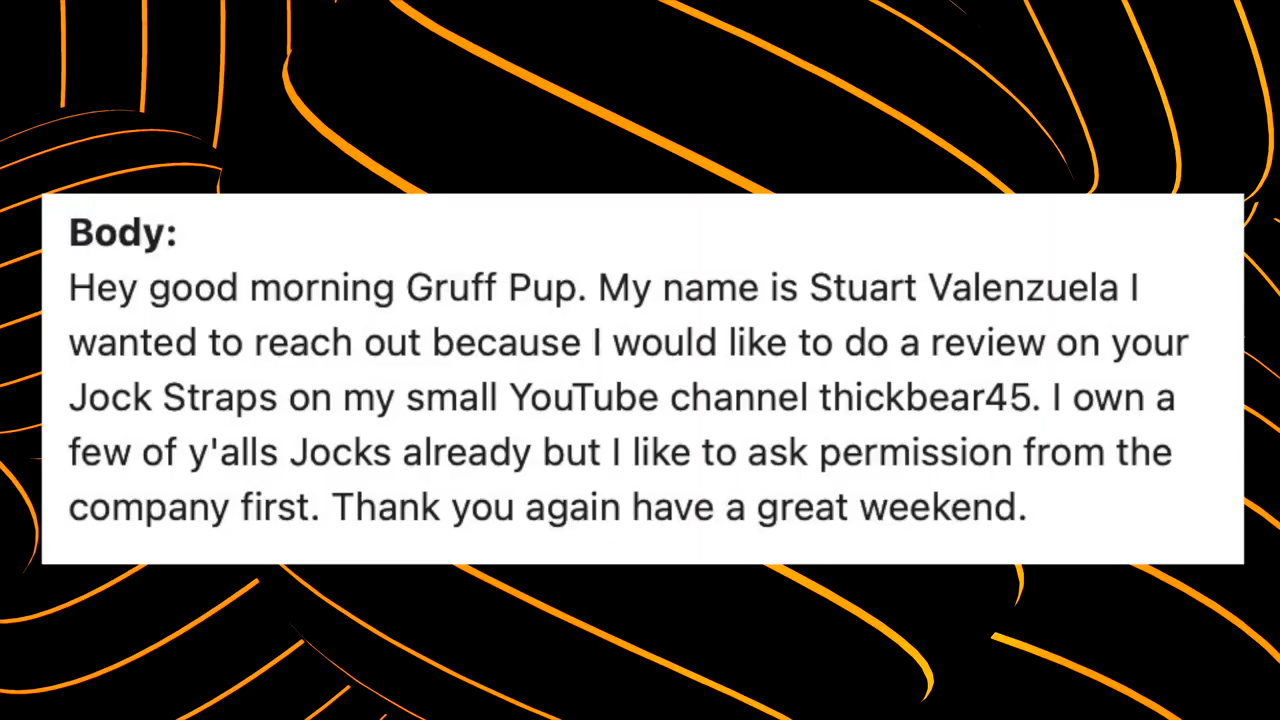 Body:
Hey good morning Gruff Pup. My name is Stuart Valenzuela I
wanted to reach out because I would like to do a review on your
Jock Straps on my small YouTube channel thickbear45. I own a
few of y'alls Jocks already but I like to ask permission from the
company first. Thank you again have a great weekend.